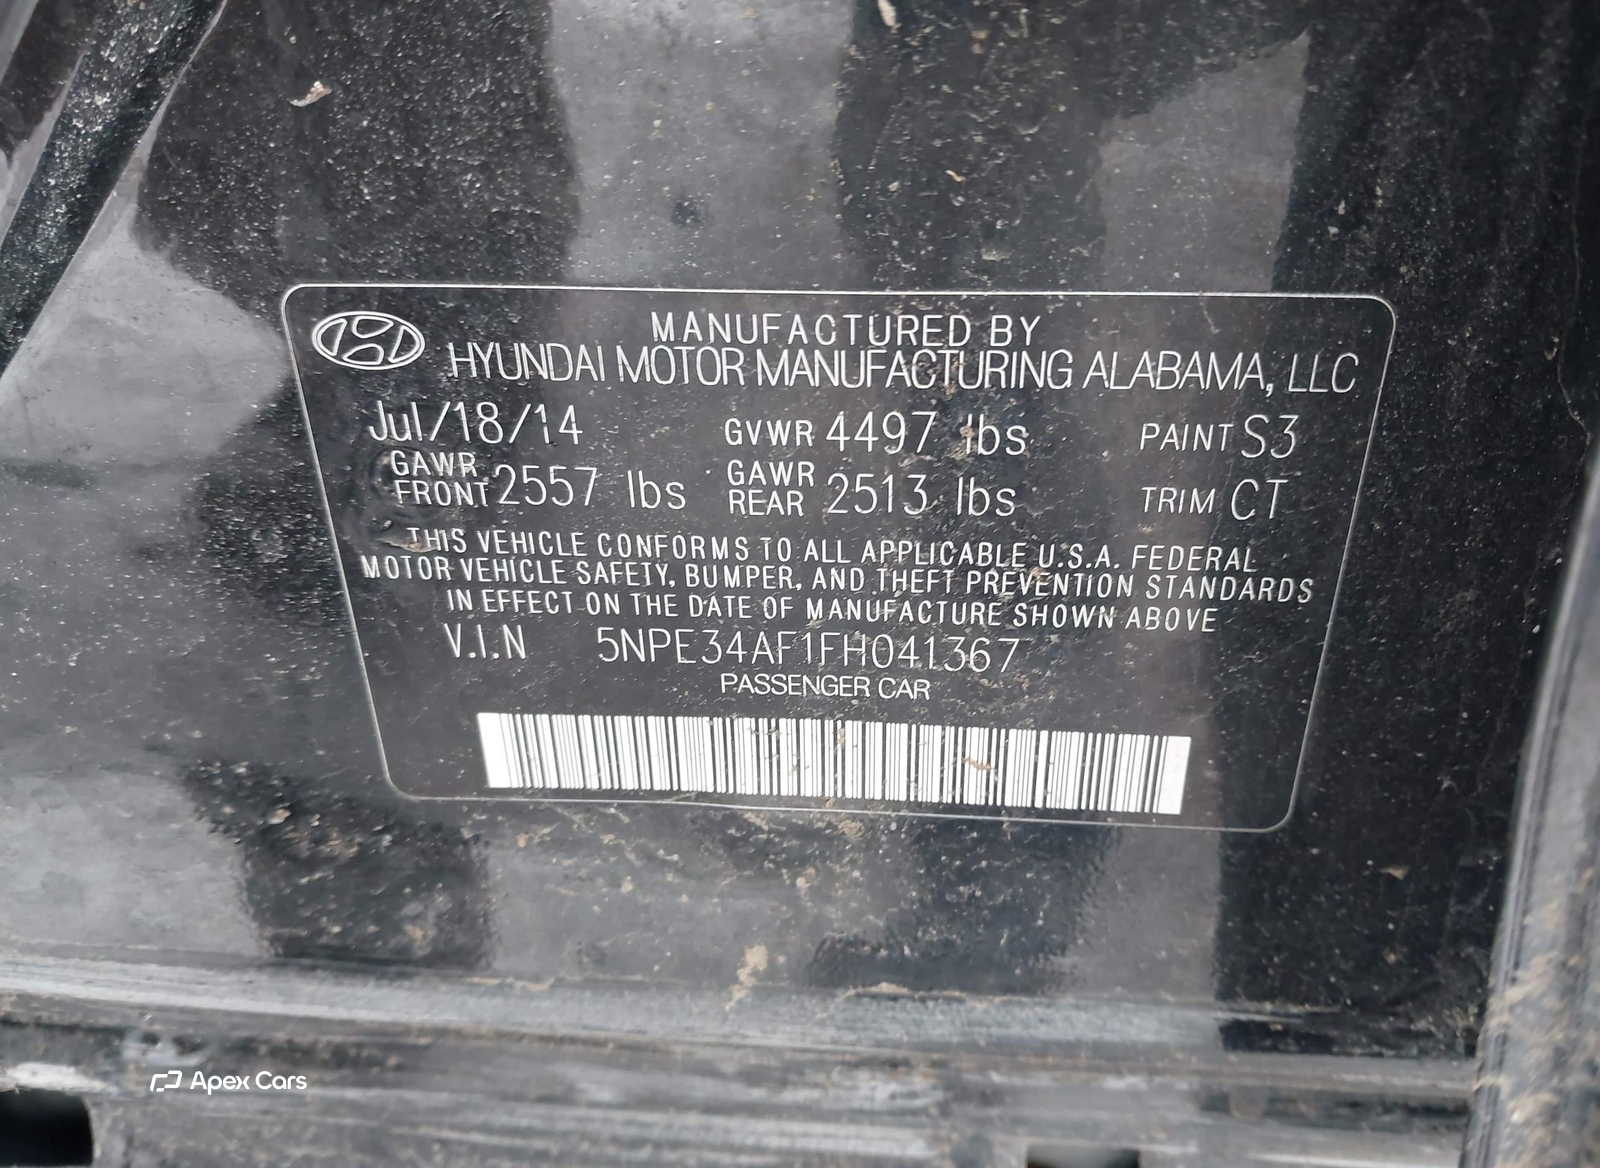 MANUFACTURED BY
HYUNDAI MOTOR MANUFACTURING ALABAMA, LLC
Jul/18/14 GVWR 4497 lbs PAINT S3
GAWR FRONT 2557 lbs GAWR REAR 2513 lbs TRIM CT
THIS VEHICLE CONFORMS TO ALL APPLICABLE U.S.A. FEDERAL
MOTOR VEHICLE SAFETY, BUMPER, AND THEFT PREVENTION STANDARDS
IN EFFECT ON THE DATE OF MANUFACTURE SHOWN ABOVE
V.I.N 5NPE34AF1FH041367
PASSENGER CAR
Apex Cars